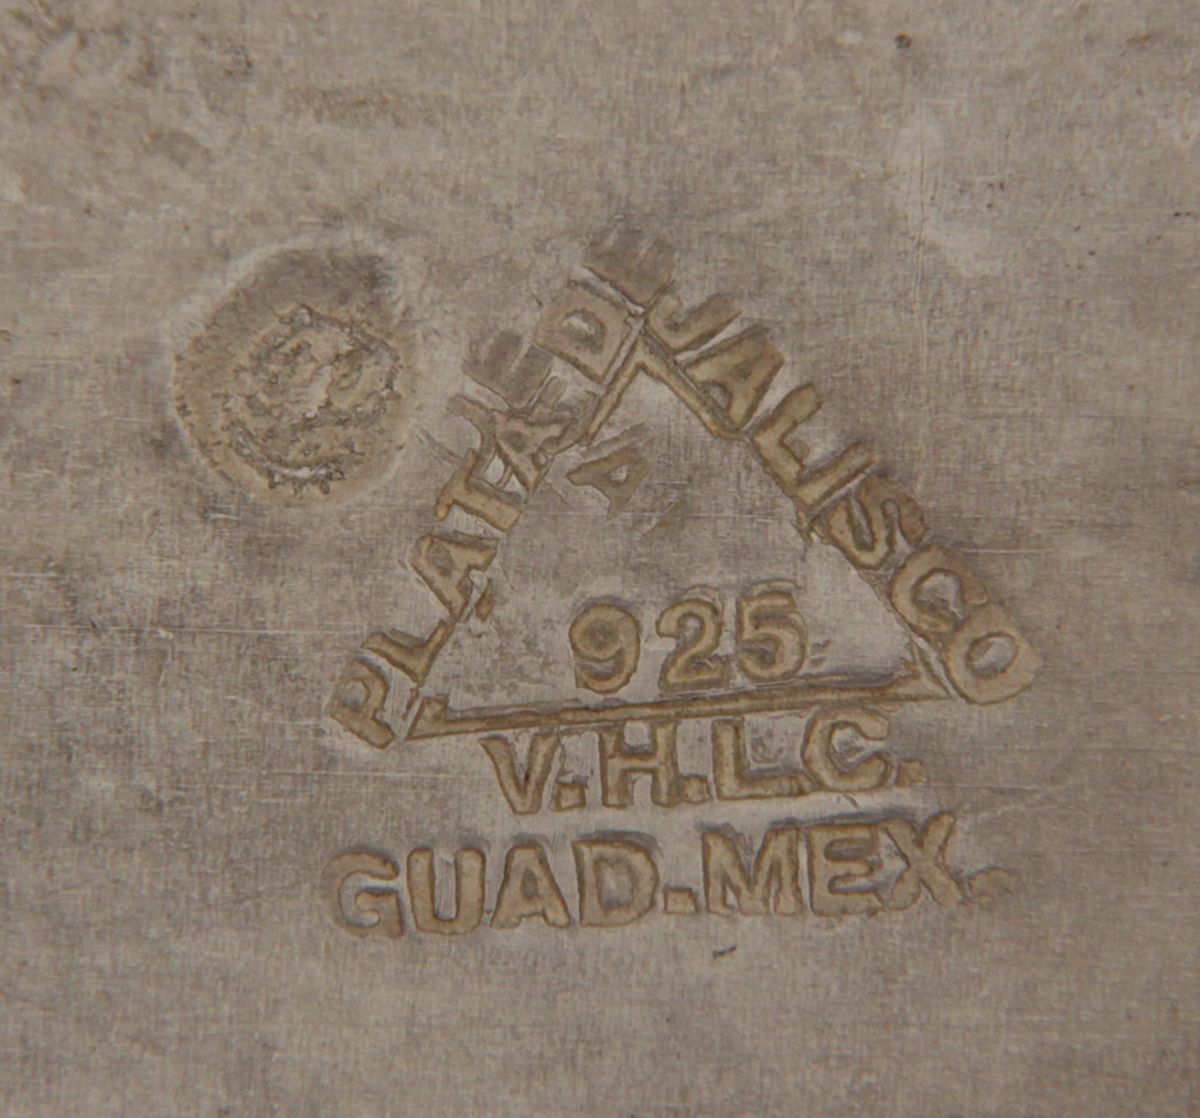 PLATA DE JALISCO
A
925
V.H.L.C.
GUAD.MEX.